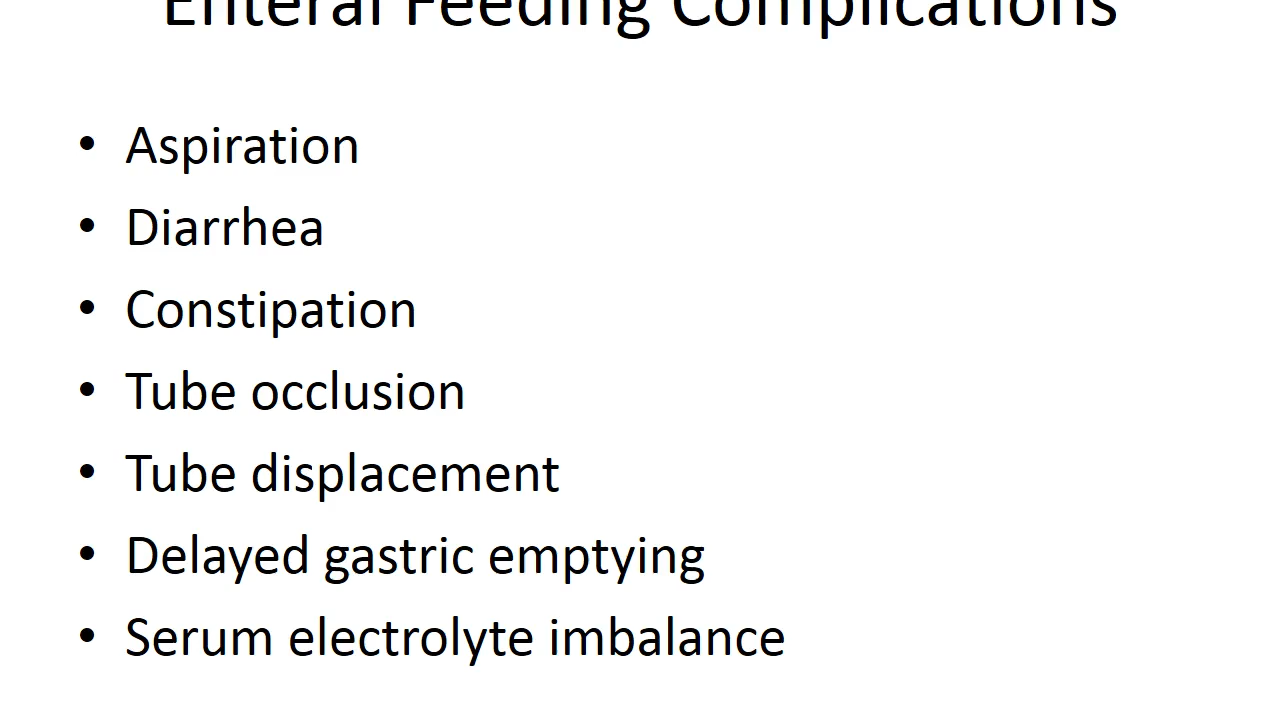 Enteral Feeding Complications
• Aspiration
• Diarrhea
• Constipation
• Tube occlusion
• Tube displacement
• Delayed gastric emptying
• Serum electrolyte imbalance